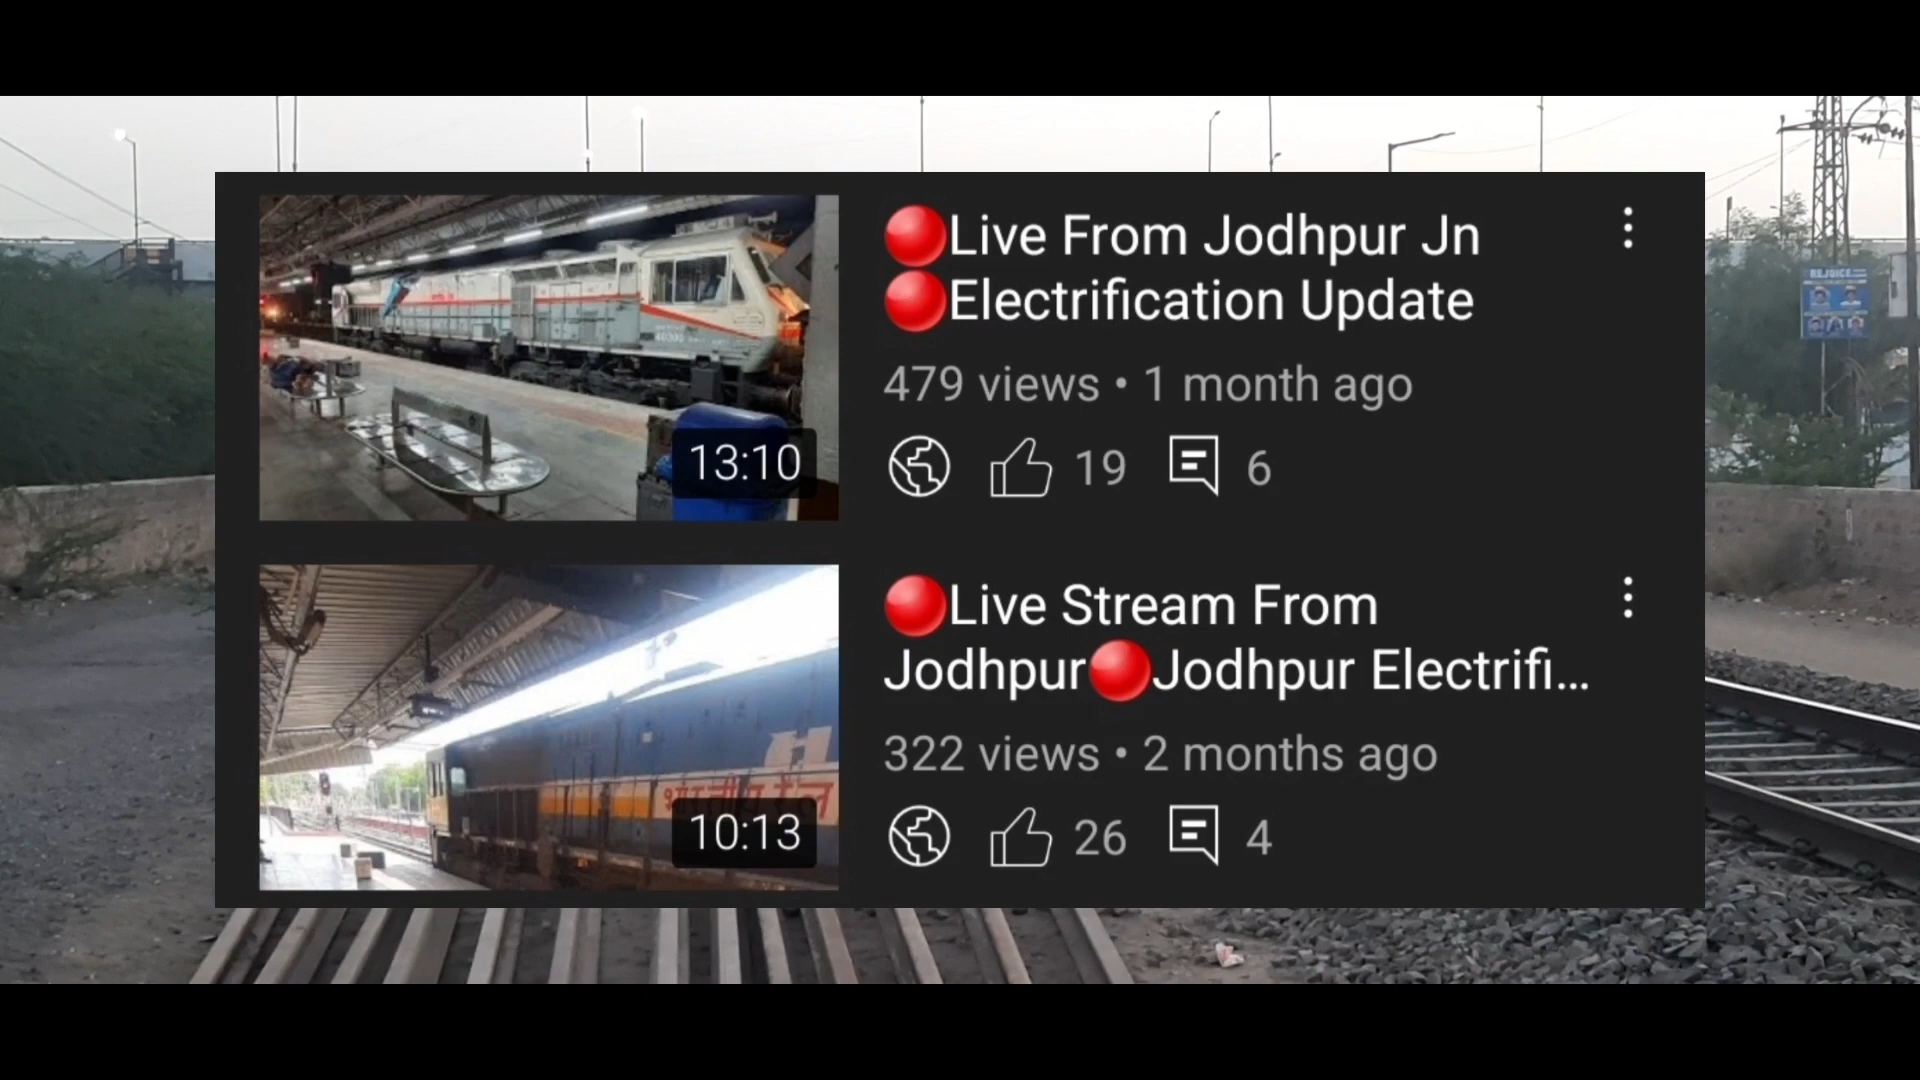 🔴Live From Jodhpur Jn
🔴Electrification Update
479 views • 1 month ago
19
6
13:10
🔴Live Stream From
Jodhpur🔴Jodhpur Electrifi...
322 views • 2 months ago
26
4
10:13
REJOICE